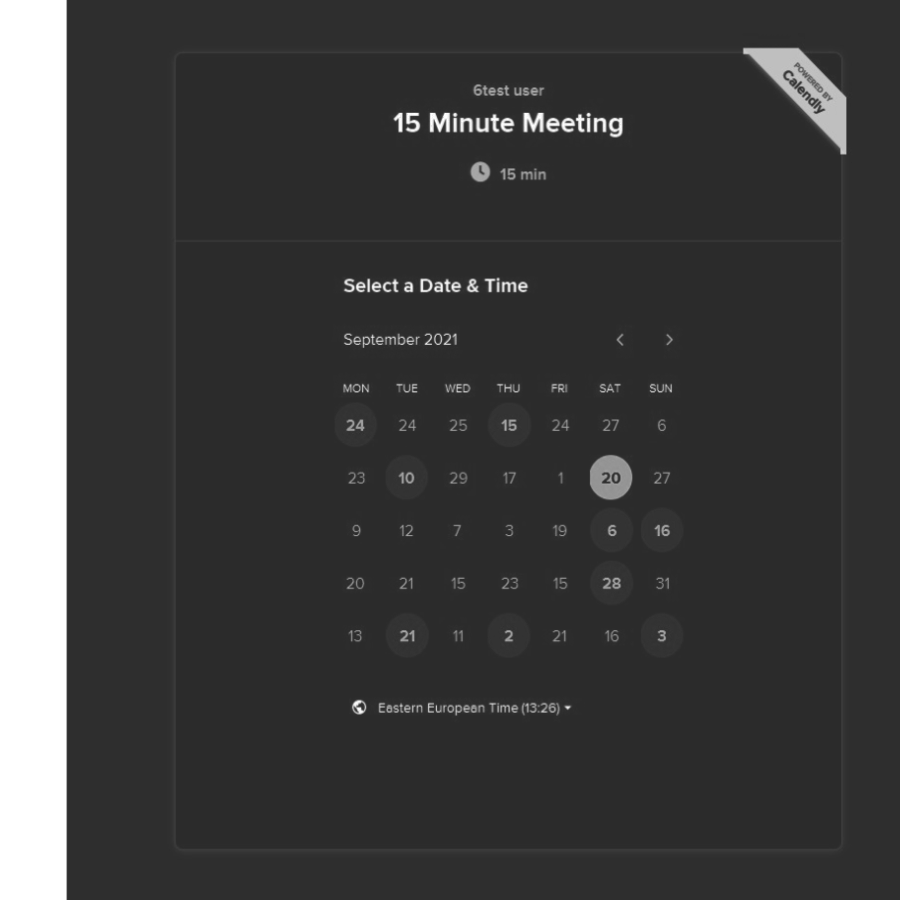 6test user
POWERED BY
Calendly
15 Minute Meeting
15 min
Select a Date & Time
September 2021
MON TUE WED THU FRI SAT SUN
24 24 25 15 24 27 6
23 10 29 17 1 20 27
9 12 7 3 19 6 16
20 21 15 23 15 28 31
13 21 11 2 21 16 3
Eastern European Time (13:26)